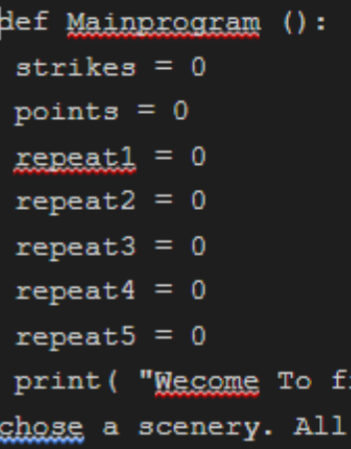 def Mainprogram ():
strikes = 0
points = 0
repeat1 = 0
repeat2 = 0
repeat3 = 0
repeat4 = 0
repeat5 = 0
print( "Wecome To
chose a scenery. All